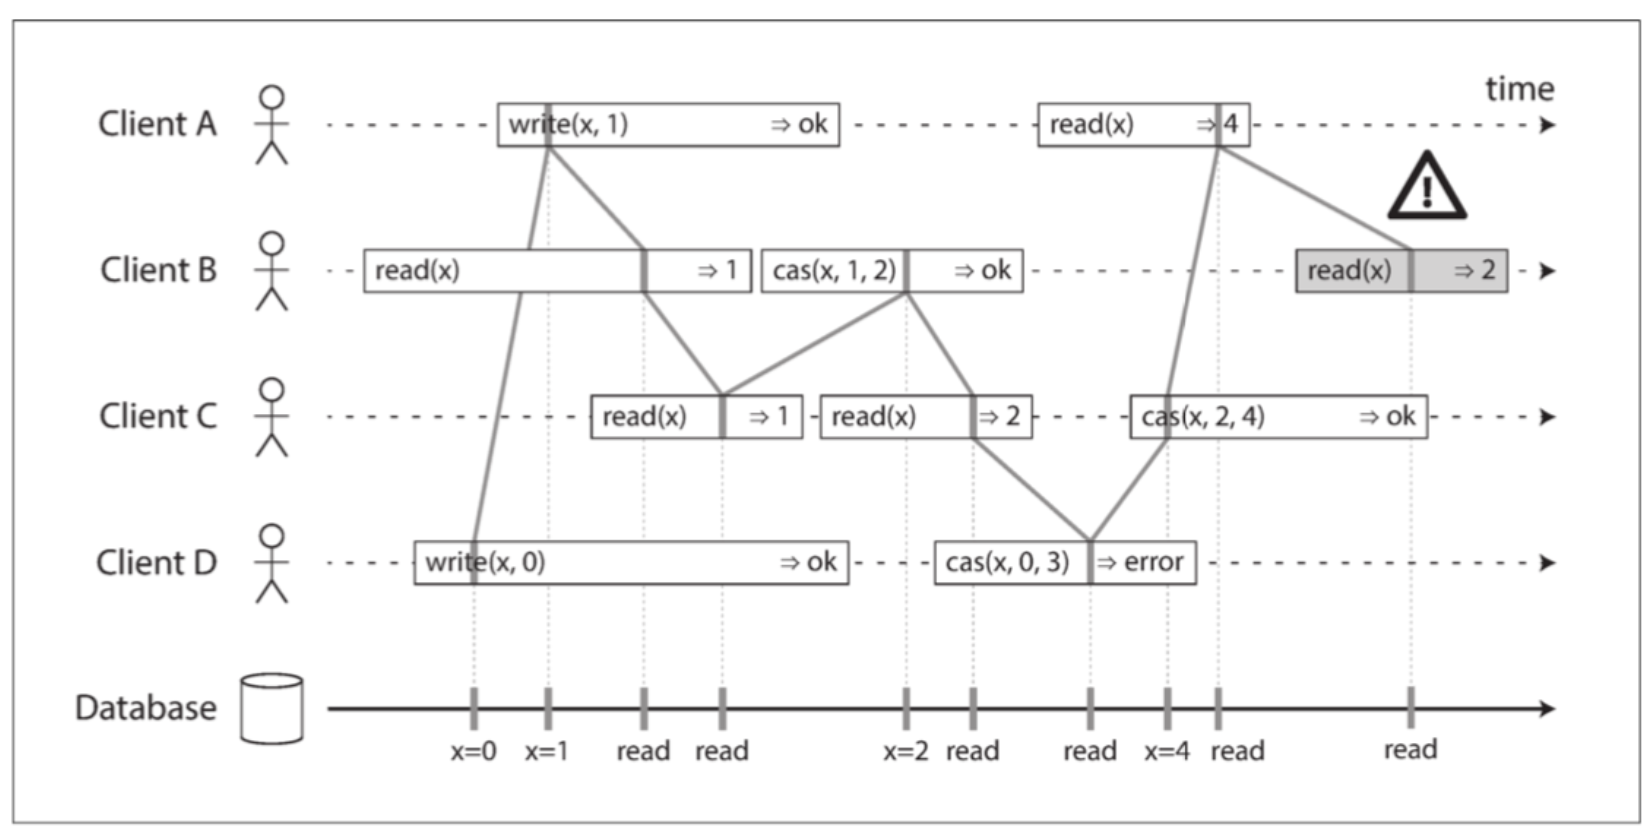 time
Client A write(x, 1) ⇒ ok read(x) ⇒ 4
!
Client B read(x) ⇒ 1 cas(x, 1, 2) ⇒ ok read(x) ⇒ 2
Client C read(x) ⇒ 1 read(x) ⇒ 2 cas(x, 2, 4) ⇒ ok
Client D write(x, 0) ⇒ ok cas(x, 0, 3) ⇒ error
Database
x=0 x=1 read read x=2 read read x=4 read read